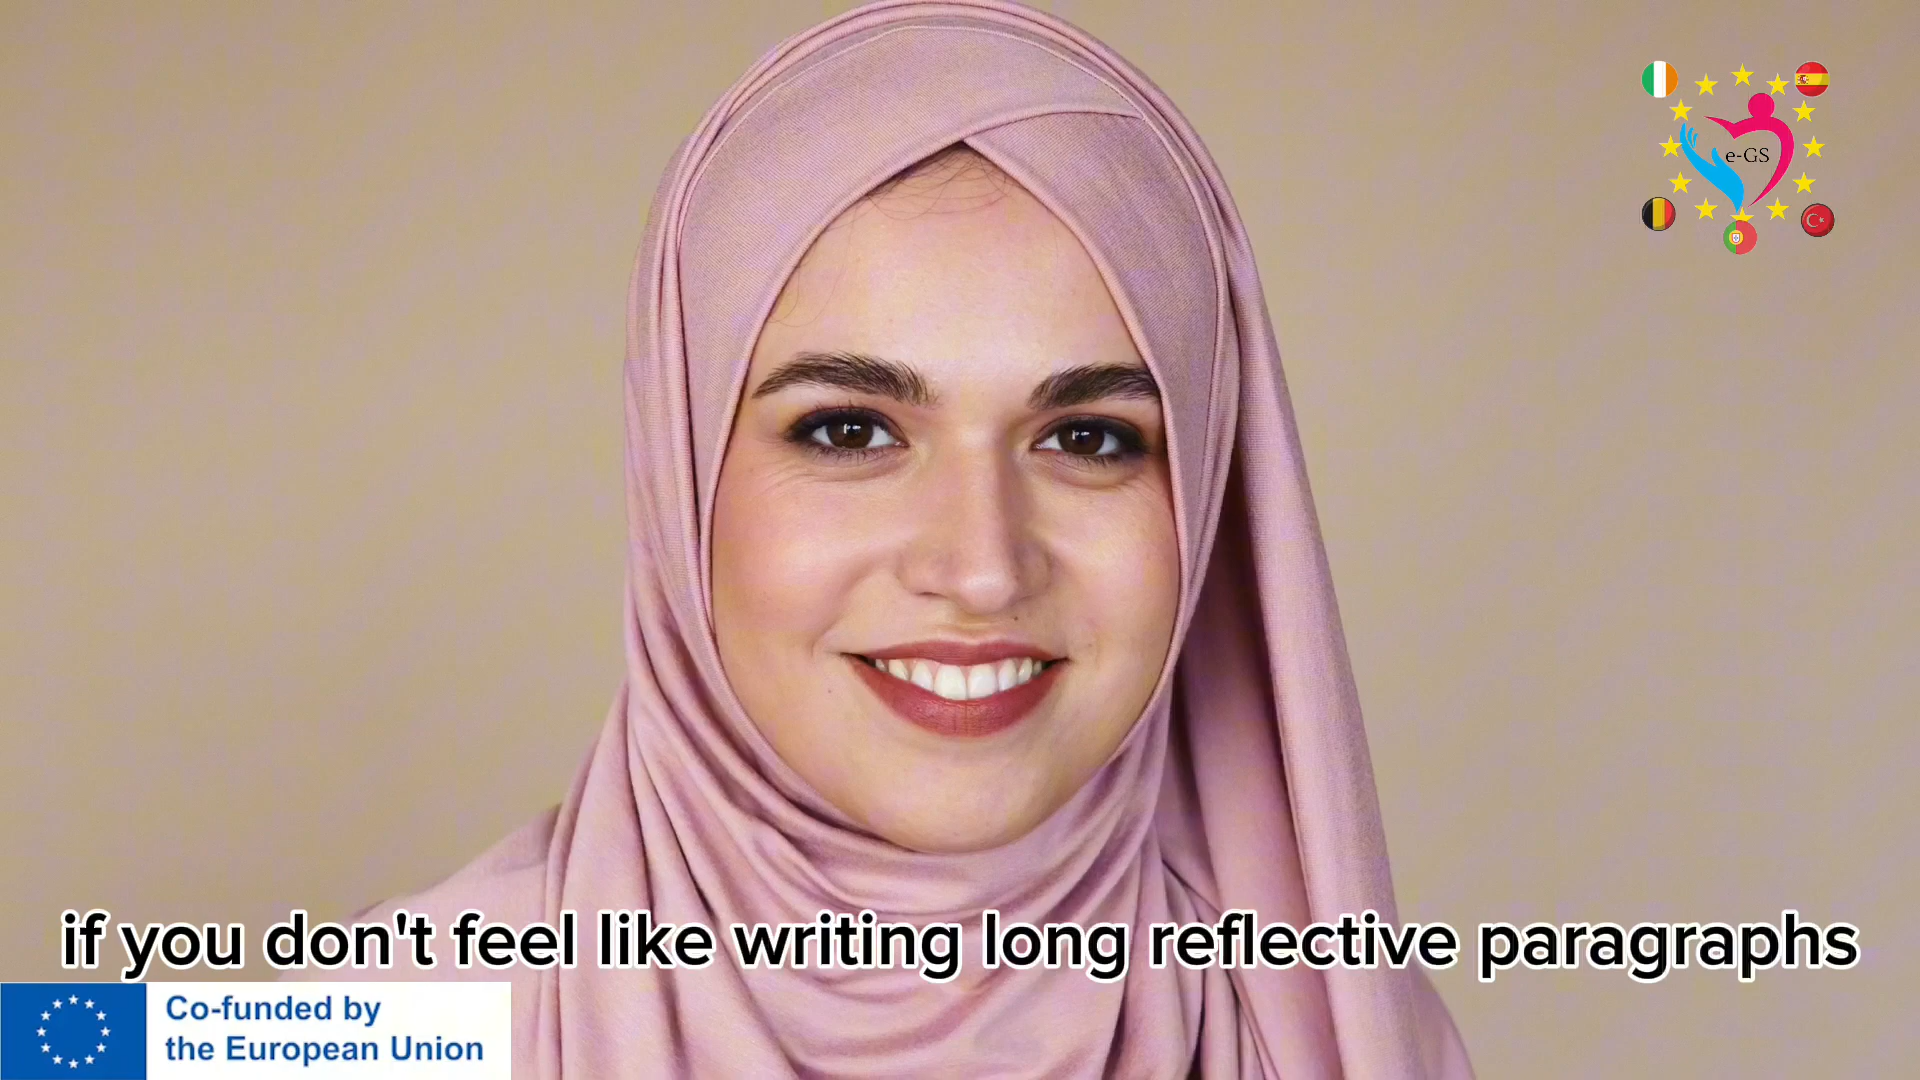 e-GS
if you don't feel like writing long reflective paragraphs
Co-funded by
the European Union